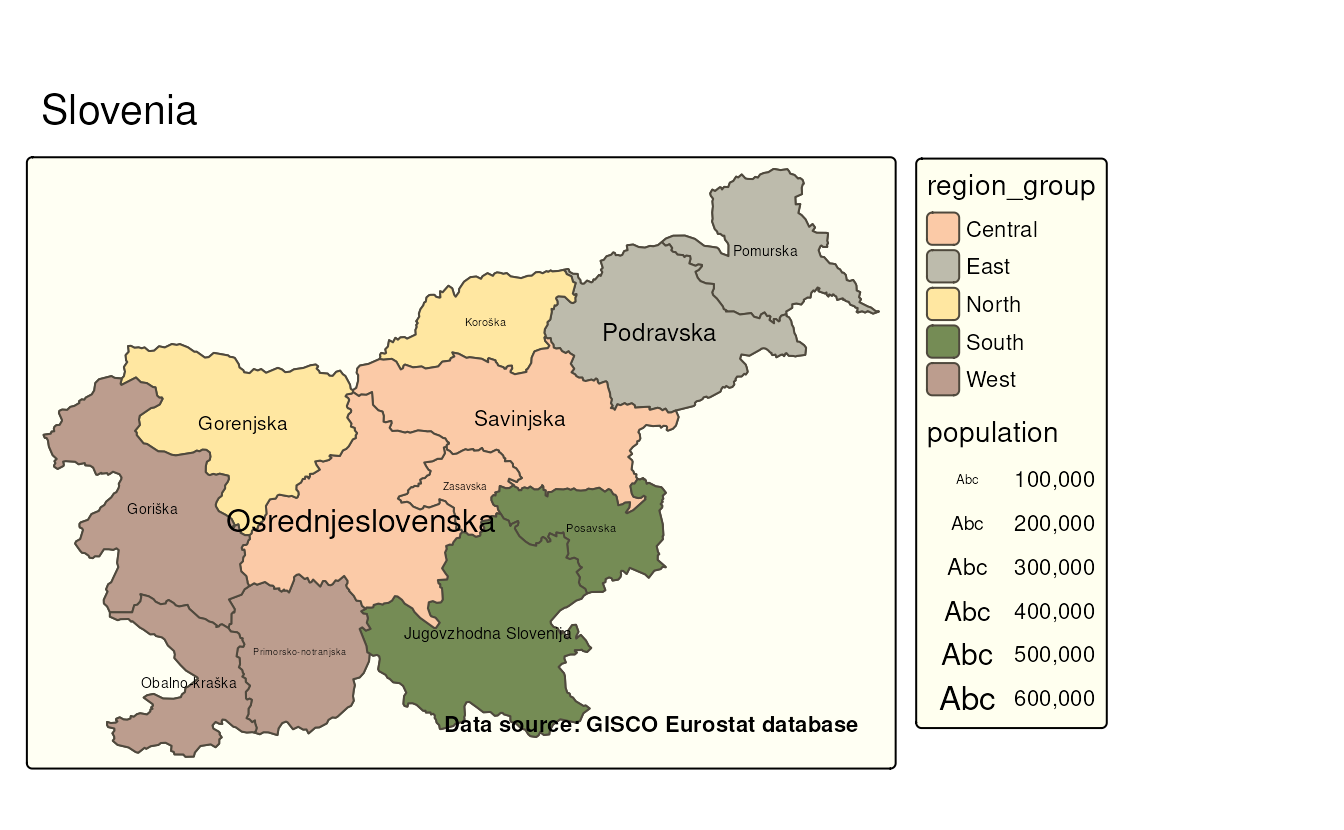 Slovenia
Pomurska
Koroška
Podravska
Gorenjska
Savinjska
Zasavska
Goriška
Osrednjeslovenska
Posavska
Jugovzhodna Slovenija
Primorsko-notranjska
Obalno-kraška
Data source: GISCO Eurostat database
region_group
Central
East
North
South
West
population
Abc 100,000
Abc 200,000
Abc 300,000
Abc 400,000
Abc 500,000
Abc 600,000